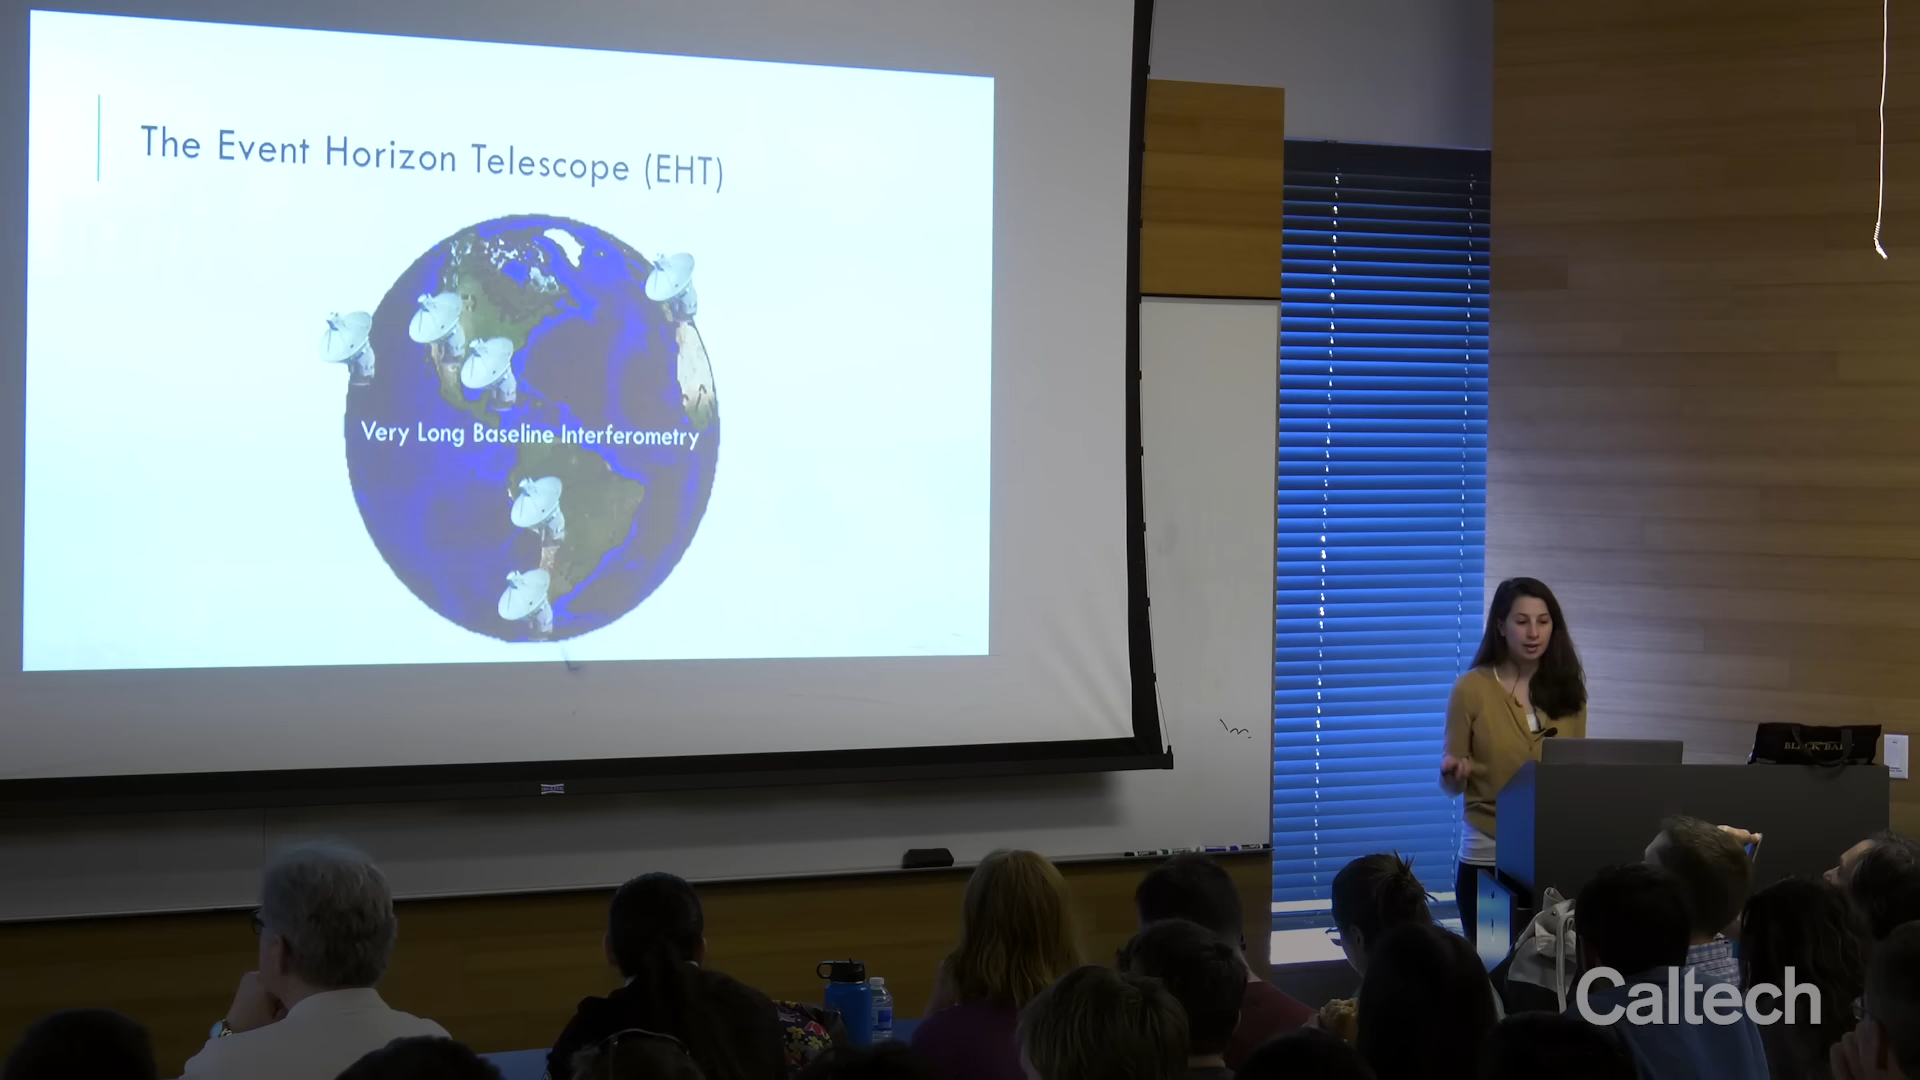 The Event Horizon Telescope (EHT)
Very Long Baseline Interferometry
Caltech